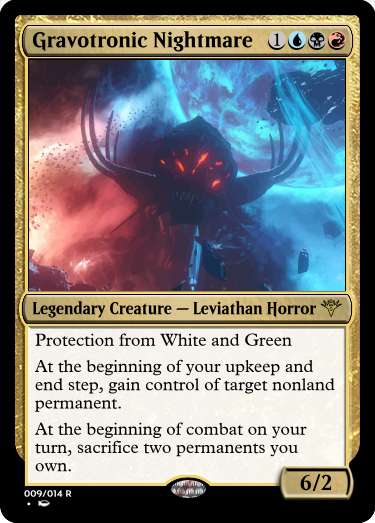 Gravotronic Nightmare 1
Legendary Creature — Leviathan Horror
Protection from White and Green
At the beginning of your upkeep and
end step, gain control of target nonland
permanent.
At the beginning of combat on your
turn, sacrifice two permanents you
own.
6/2
009/014 R